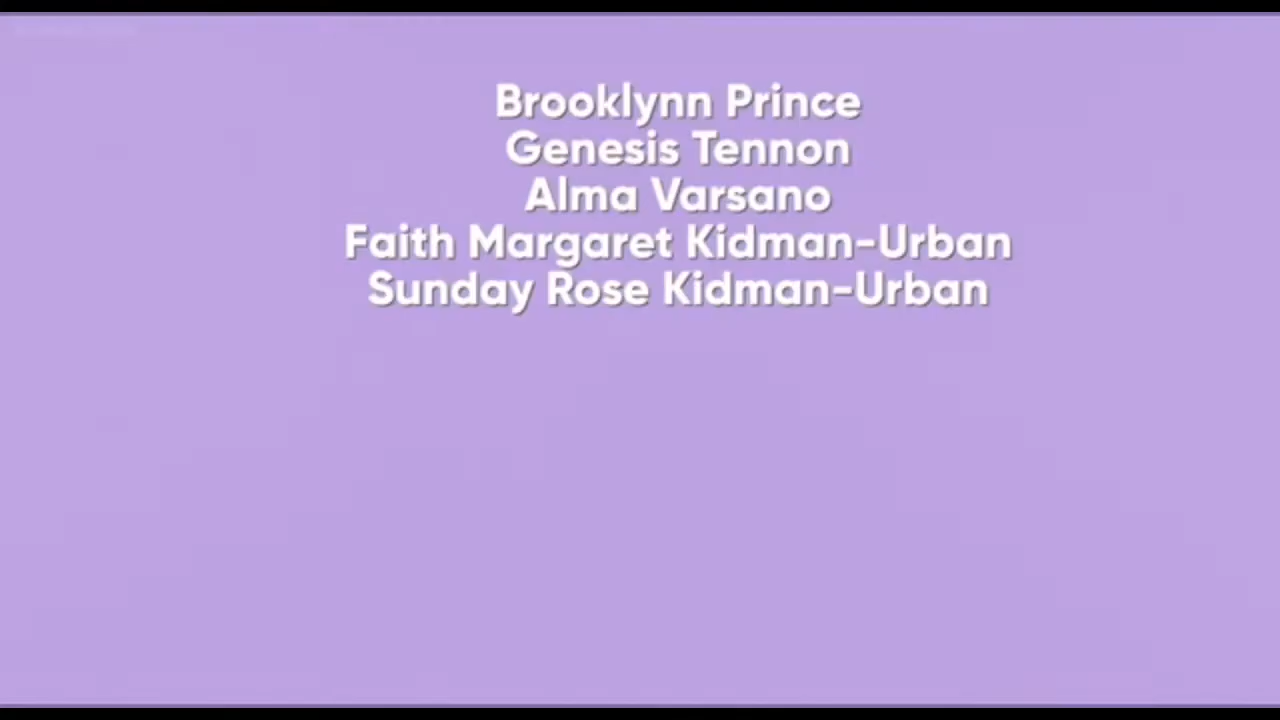 Brooklynn Prince
Genesis Tennon
Alma Varsano
Faith Margaret Kidman-Urban
Sunday Rose Kidman-Urban